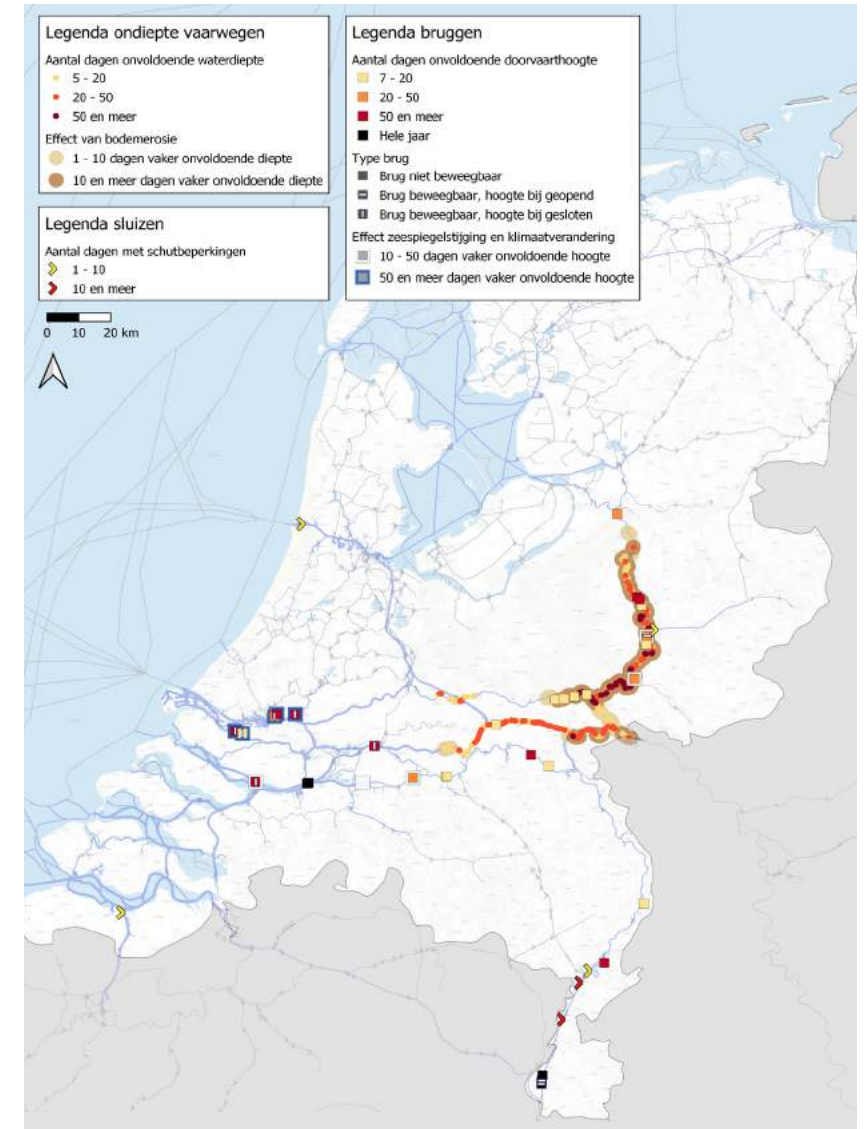 Legenda ondiepte vaarwegen
Aantal dagen onvoldoende waterdiepte
5 - 20
20 - 50
50 en meer
Effect van bodemerosie
1 - 10 dagen vaker onvoldoende diepte
10 en meer dagen vaker onvoldoende diepte
Legenda sluizen
Aantal dagen met schutbeperkingen
1 - 10
10 en meer
0 10 20 km
Legenda bruggen
Aantal dagen onvoldoende doorvaarthoogte
7 - 20
20 - 50
50 en meer
Hele jaar
Type brug
Brug niet beweegbaar
Brug beweegbaar, hoogte bij geopend
Brug beweegbaar, hoogte bij gesloten
Effect zeespiegelstijging en klimaatverandering
10 - 50 dagen vaker onvoldoende hoogte
50 en meer dagen vaker onvoldoende hoogte